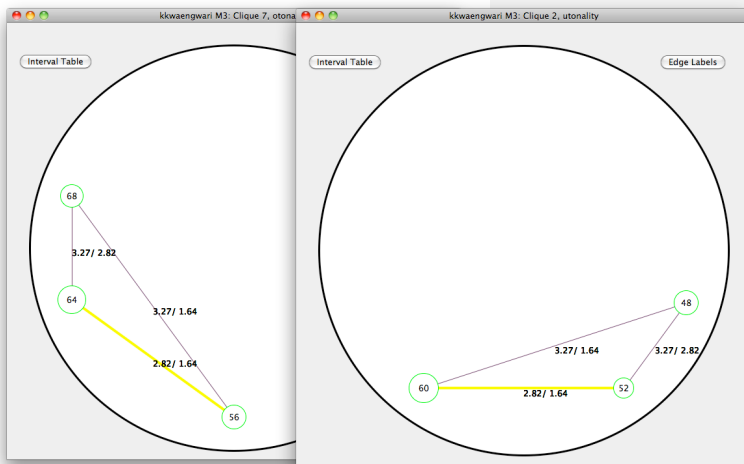 kkwaengwari M3: Clique 7, otona
Interval Table
68
3.27/ 2.82
64
3.27/ 1.64
2.82/ 1.64
56
kkwaengwari M3: Clique 2, utonality
Interval Table
Edge Labels
48
3.27/ 1.64
3.27/ 2.82
60
52
2.82/ 1.64